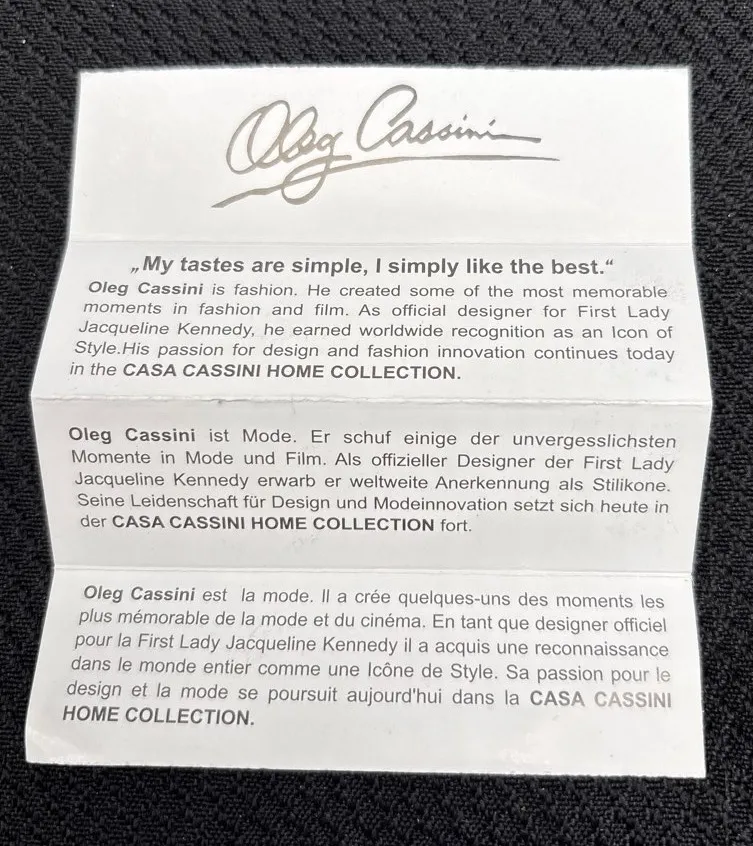 Oleg Cassini
„My tastes are simple, I simply like the best.“
Oleg Cassini is fashion. He created some of the most memorable
moments in fashion and film. As official designer for First Lady
Jacqueline Kennedy, he earned worldwide recognition as an Icon of
Style.His passion for design and fashion innovation continues today
in the CASA CASSINI HOME COLLECTION.
Oleg Cassini ist Mode. Er schuf einige der unvergesslichsten
Momente in Mode und Film. Als offizieller Designer der First Lady
Jacqueline Kennedy erwarb er weltweite Anerkennung als Stilikone.
Seine Leidenschaft für Design und Modeinnovation setzt sich heute in
der CASA CASSINI HOME COLLECTION fort.
Oleg Cassini est la mode. Il a crée quelques-uns des moments les
plus mémorable de la mode et du cinéma. En tant que designer officiel
pour la First Lady Jacqueline Kennedy il a acquis une reconnaissance
dans le monde entier comme une Icône de Style. Sa passion pour le
design et la mode se poursuit aujourd'hui dans la CASA CASSINI
HOME COLLECTION.